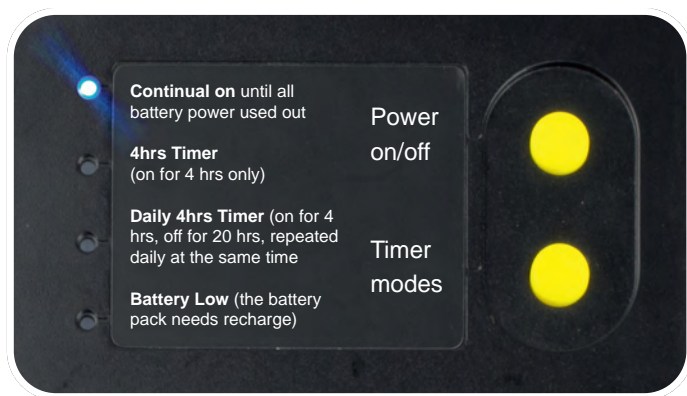 Continual on until all
battery power used out
4hrs Timer
(on for 4 hrs only)
Daily 4hrs Timer (on for 4
hrs, off for 20 hrs, repeated
daily at the same time
Battery Low (the battery
pack needs recharge)
Power
on/off
Timer
modes